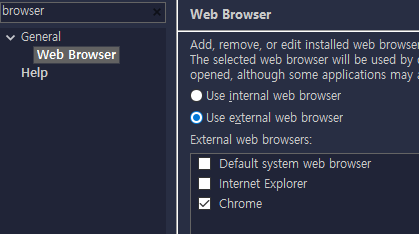 browser
General
Web Browser
Help
Web Browser
Add, remove, or edit installed web browser
The selected web browser will be used by
opened, although some applications may
Use internal web browser
Use external web browser
External web browsers:
Default system web browser
Internet Explorer
Chrome